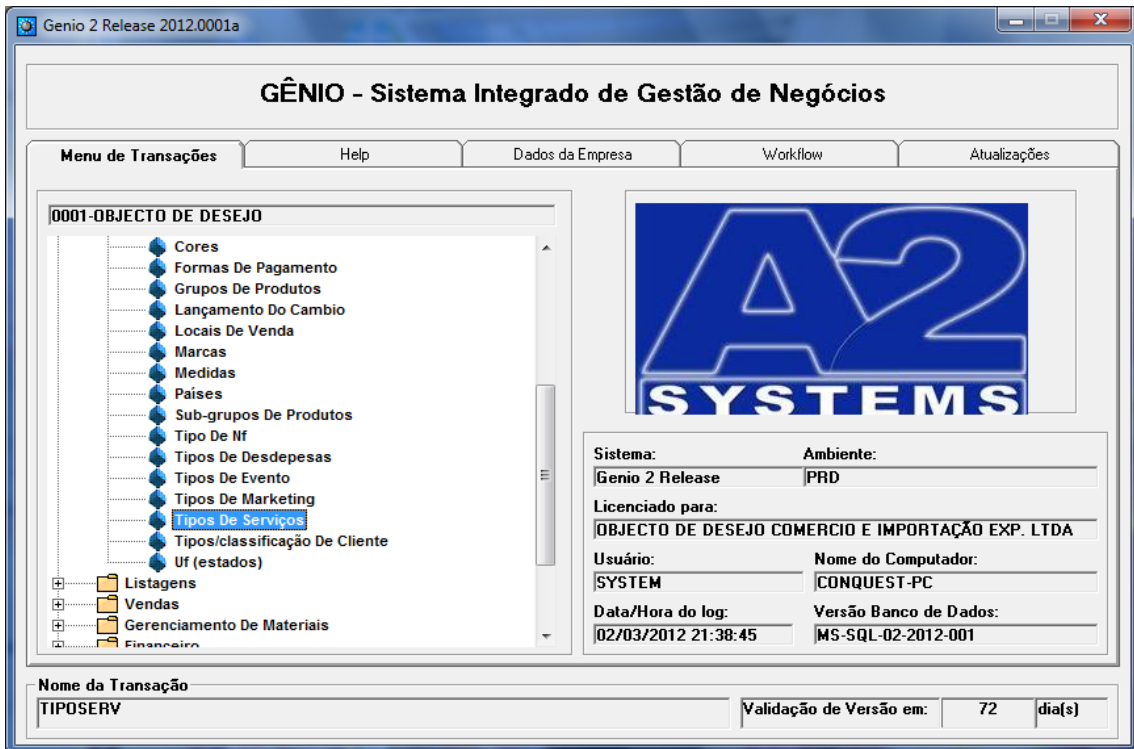 Genio 2 Release 2012.0001a
GÊNIO - Sistema Integrado de Gestão de Negócios
Menu de Transações
Help
Dados da Empresa
Workflow
Atualizações
0001-OBJECTO DE DESEJO
Cores
Formas De Pagamento
Grupos De Produtos
Lançamento Do Cambio
Locais De Venda
Marcas
Medidas
Países
Sub-grupos De Produtos
Tipo De Nf
Tipos De Desdepesas
Tipos De Evento
Tipos De Marketing
Tipos De Serviços
Tipos/classificação De Cliente
Uf (estados)
Listagens
Vendas
Gerenciamento De Materiais
Financeiro
A2
SYSTEMS
Sistema: Ambiente:
Genio 2 Release PRD
Licenciado para:
OBJECTO DE DESEJO COMERCIO E IMPORTAÇÃO EXP. LTDA
Usuário: Nome do Computador:
SYSTEM CONQUEST-PC
Data/Hora do log: Versão Banco de Dados:
02/03/2012 21:38:45 MS-SQL-02-2012-001
Nome da Transação
TIPOSERV
Validação de Versão em: 72 dia(s)